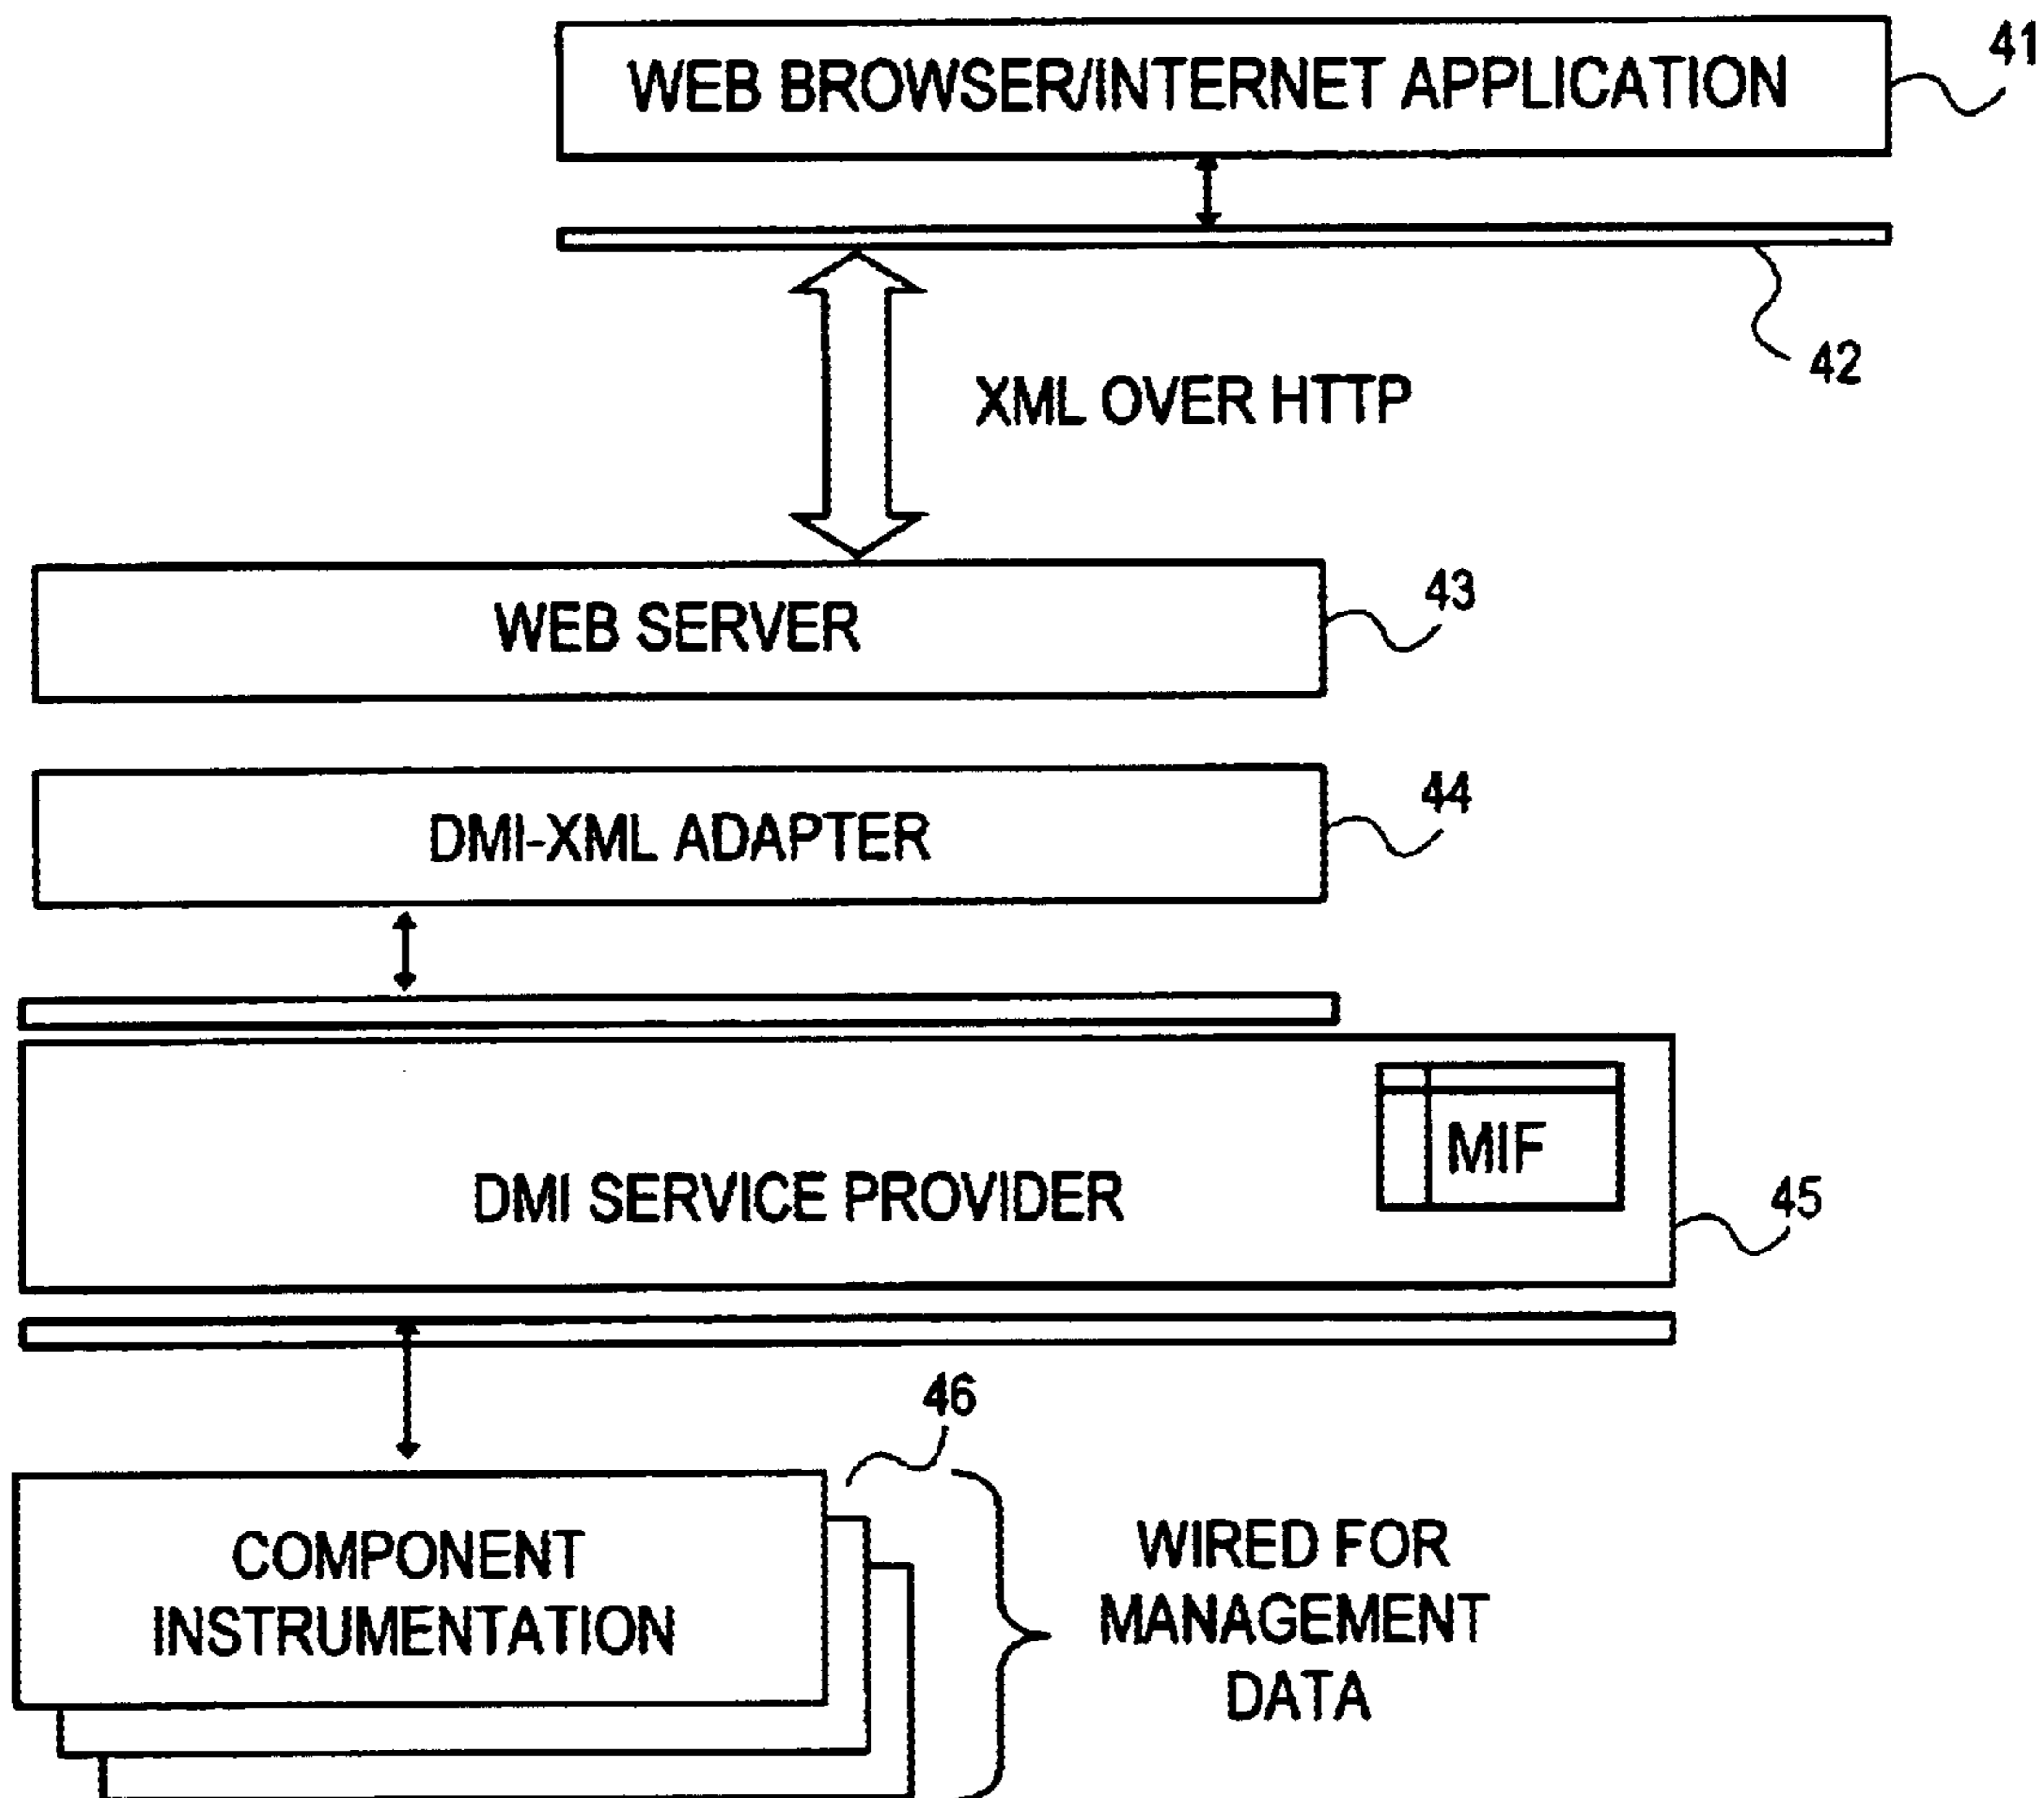 WEB BROWSER/INTERNET APPLICATION
41
42
XML OVER HTTP
WEB SERVER
43
DMI-XML ADAPTER
44
MIF
DMI SERVICE PROVIDER
45
46
COMPONENT
INSTRUMENTATION
WIRED FOR
MANAGEMENT
DATA